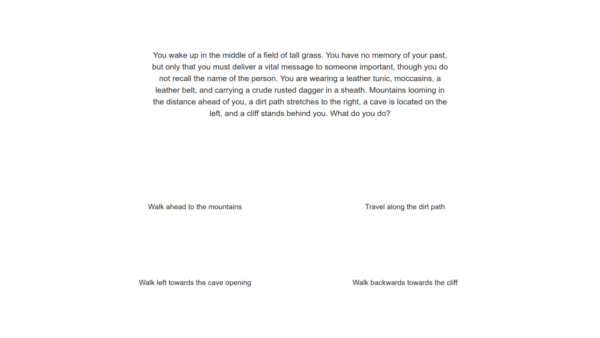 You wake up in the middle of a field of tall grass. You have no memory of your past,
but only that you must deliver a vital message to someone important, though you do
not recall the name of the person. You are wearing a leather tunic, moccasins, a
leather belt, and carrying a crude rusted dagger in a sheath. Mountains looming in
the distance ahead of you, a dirt path stretches to the right, a cave is located on the
left, and a cliff stands behind you. What do you do?
Walk ahead to the mountains
Travel along the dirt path
Walk left towards the cave opening
Walk backwards towards the cliff